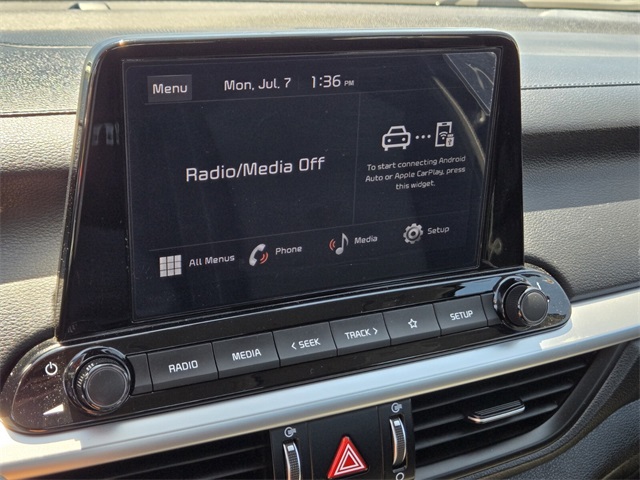 Menu Mon, Jul. 7 1:36 PM
Radio/Media Off
To start connecting Android
Auto or Apple CarPlay, press
this widget.
All Menus Phone Media Setup
RADIO MEDIA < SEEK TRACK > SETUP